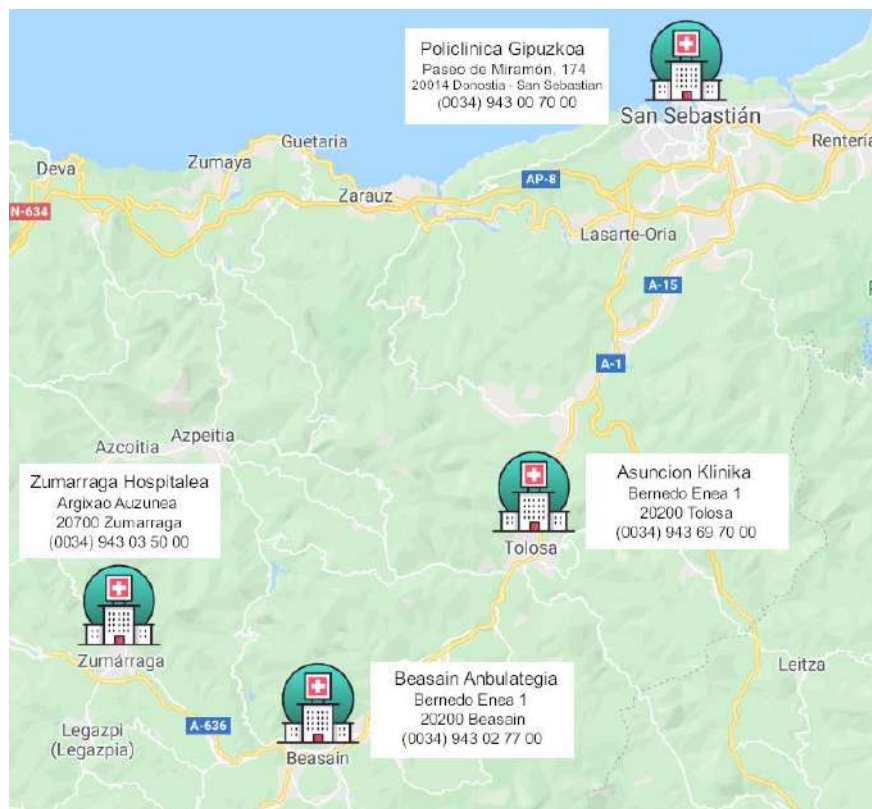 Policlinica Gipuzkoa
Paseo de Miramón, 174
20014 Donostia - San Sebastian
(0034) 943 00 70 00
San Sebastián
Guetaria
Rentería
Zumaya
Deva
AP-8
Zarauz
N-634
Lasarte-Oria
A-15
A-1
Azpeitia
Azcoitia
Zumarraga Hospitalea
Argixao Auzunea
20700 Zumarraga
(0034) 943 03 50 00
Asuncion Klinika
Bernedo Enea 1
20200 Tolosa
(0034) 943 69 70 00
Tolosa
Zumárraga
Leitza
Beasain Anbulategia
Bernedo Enea 1
20200 Beasain
(0034) 943 02 77 00
A-636
Legazpi
(Legazpia)
Beasain